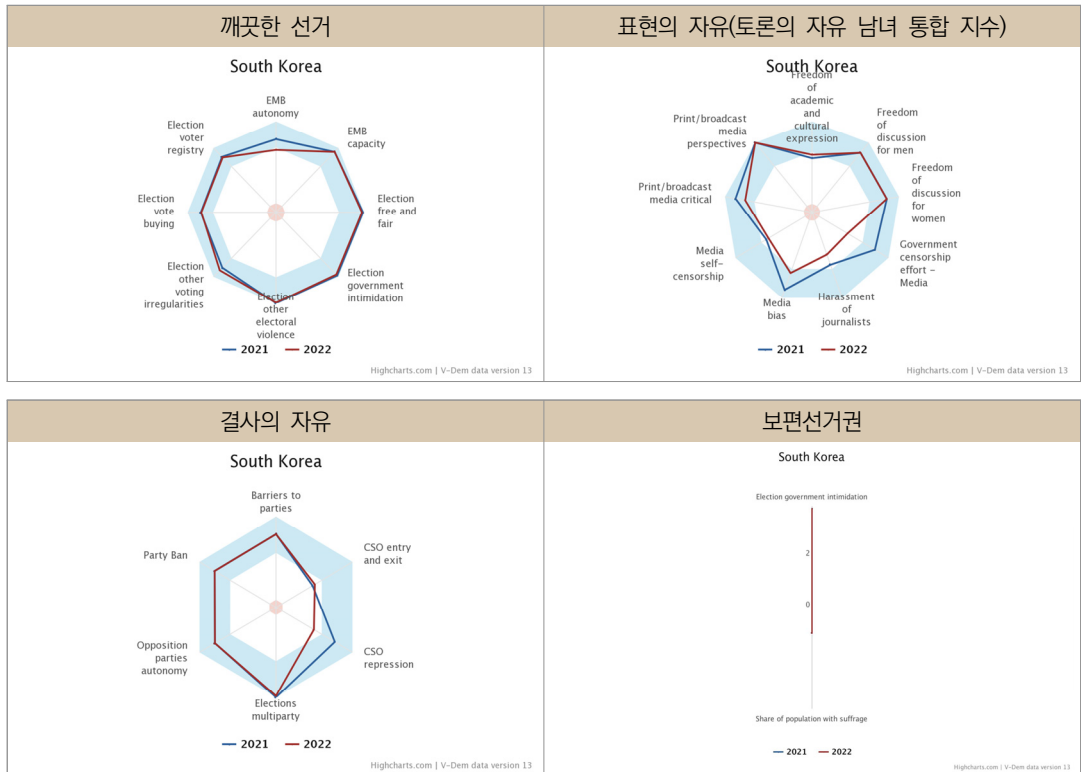 깨끗한 선거
South Korea
EMB
autonomy
EMB
capacity
Election
free and
fair
Election
government
intimidation
Election
other
electoral
violence
Election
other
voting
irregularities
Election
vote
buying
Election
voter
registry
2021 2022
Highcharts.com | V-Dem data version 13
표현의 자유(토론의 자유 남녀 통합 지수)
South Korea
Freedom
of
academic
and
cultural
expression
Freedom
of
discussion
for men
Freedom
of
discussion
for
women
Government
censorship
effort –
Media
Harassment
of
journalists
Media
bias
Media
self-
censorship
Print/broadcast
media critical
Print/broadcast
media
perspectives
2021 2022
Highcharts.com | V-Dem data version 13
결사의 자유
South Korea
Barriers to
parties
CSO entry
and exit
CSO
repression
Elections
multiparty
Opposition
parties
autonomy
Party Ban
2021 2022
Highcharts.com | V-Dem data version 13
보편선거권
South Korea
Election government intimidation
2
0
Share of population with suffrage
2021 2022
Highcharts.com | V-Dem data version 13